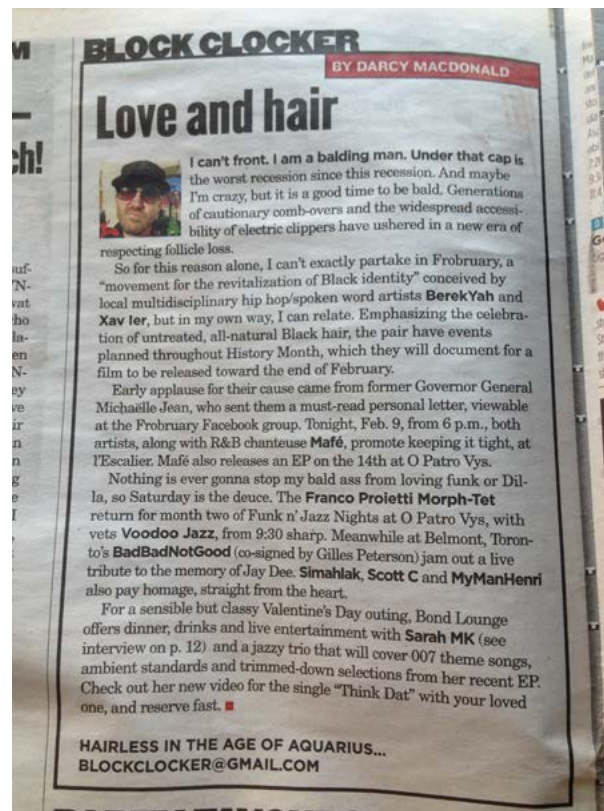 BLOCK CLOCKER
BY DARCY MACDONALD
Love and hair
I can't front. I am a balding man. Under that cap is
the worst recession since this recession. And maybe
I'm crazy, but it is a good time to be bald. Generations
of cautionary comb-overs and the widespread accessi-
bility of electric clippers have ushered in a new era of
respecting follicle loss.
So for this reason alone, I can't exactly partake in Frobruary, a
"movement for the revitalization of Black identity" conceived by
local multidisciplinary hip hop/spoken word artists BerekYah and
Xav Ier, but in my own way, I can relate. Emphasizing the celebra-
tion of untreated, all-natural Black hair, the pair have events
planned throughout History Month, which they will document for a
film to be released toward the end of February.
Early applause for their cause came from former Governor General
Michaëlle Jean, who sent them a must-read personal letter, viewable
at the Frobruary Facebook group. Tonight, Feb. 9, from 6 p.m., both
artists, along with R&B chanteuse Mafé, promote keeping it tight, at
l'Escalier. Mafé also releases an EP on the 14th at O Patro Vys.
Nothing is ever gonna stop my bald ass from loving funk or Dil-
la, so Saturday is the deuce. The Franco Proietti Morph-Tet
return for month two of Funk n' Jazz Nights at O Patro Vys, with
vets Voodoo Jazz, from 9:30 sharp. Meanwhile at Belmont, Toron-
to's BadBadNotGood (co-signed by Gilles Peterson) jam out a live
tribute to the memory of Jay Dee. Simahlak, Scott C and MyManHenri
also pay homage, straight from the heart.
For a sensible but classy Valentine's Day outing, Bond Lounge
offers dinner, drinks and live entertainment with Sarah MK (see
interview on p. 12) and a jazzy trio that will cover 007 theme songs,
ambient standards and trimmed-down selections from her recent EP.
Check out her new video for the single "Think Dat" with your loved
one, and reserve fast.
HAIRLESS IN THE AGE OF AQUARIUS...
BLOCKCLOCKER@GMAIL.COM